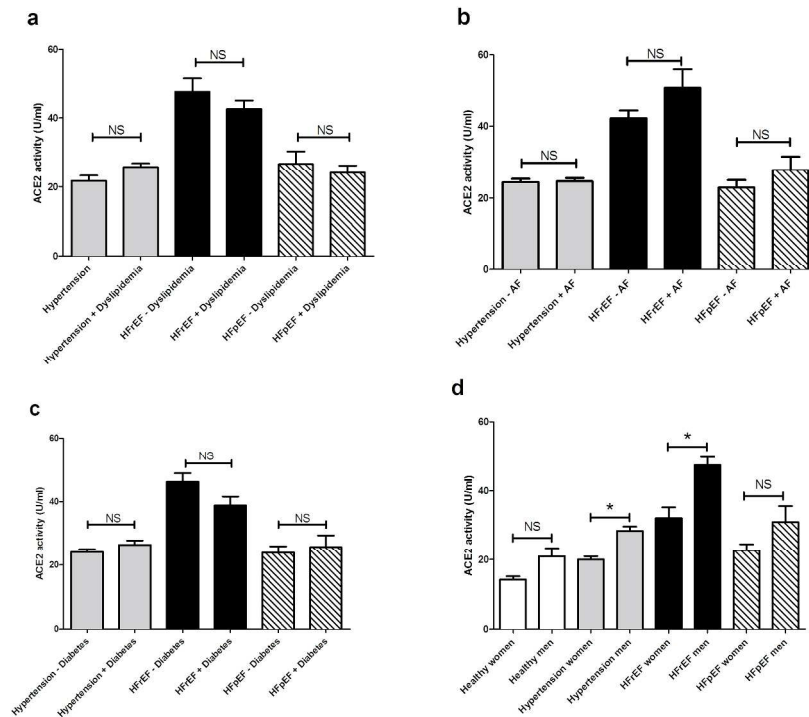 a
ACE2 activity (U/ml)
60
40
20
0
NS
NS
NS
Hypertension
Hypertension + Dyslipidemia
HFrEF - Dyslipidemia
HFrEF + Dyslipidemia
HFpEF - Dyslipidemia
HFpEF + Dyslipidemia
b
ACE2 activity (U/ml)
60
40
20
0
NS
NS
NS
Hypertension - AF
Hypertension + AF
HFrEF - AF
HFrEF + AF
HFpEF - AF
HFpEF + AF
c
ACE2 activity (U/ml)
60
40
20
0
NS
NS
NS
Hypertension - Diabetes
Hypertension + Diabetes
HFrEF - Diabetes
HFrEF + Diabetes
HFpEF - Diabetes
HFpEF + Diabetes
d
ACE2 activity (U/ml)
60
40
20
0
NS
*
*
NS
Healthy women
Healthy men
Hypertension women
Hypertension men
HFrEF women
HFrEF men
HFpEF women
HFpEF men